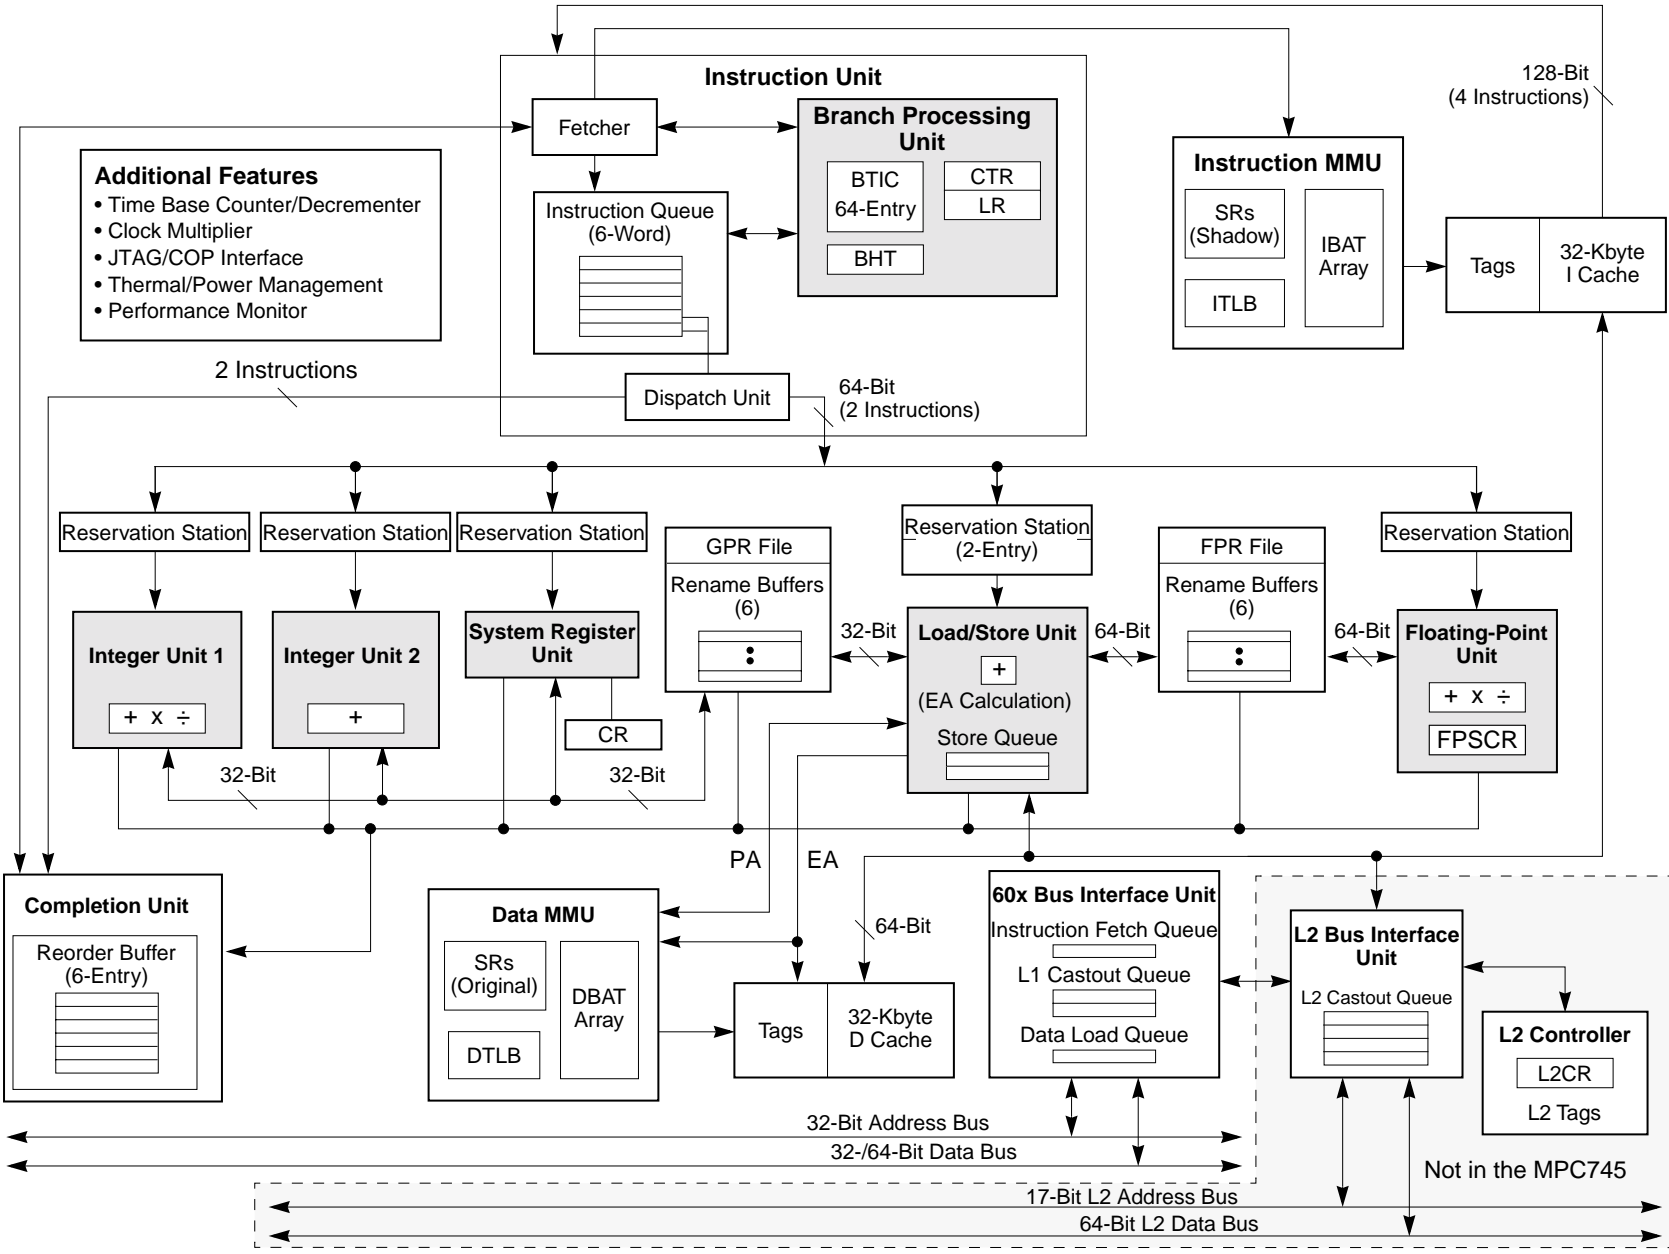 128-Bit
(4 Instructions)
Instruction Unit
Fetcher
Branch Processing
Unit
BTIC
64-Entry
CTR
LR
BHT
Instruction Queue
(6-Word)
Dispatch Unit
64-Bit
(2 Instructions)
2 Instructions
Additional Features
• Time Base Counter/Decrementer
• Clock Multiplier
• JTAG/COP Interface
• Thermal/Power Management
• Performance Monitor
Instruction MMU
SRs
(Shadow)
IBAT
Array
ITLB
Tags
32-Kbyte
I Cache
Reservation Station
Reservation Station
Reservation Station
Reservation Station
(2-Entry)
Reservation Station
GPR File
Rename Buffers
(6)
FPR File
Rename Buffers
(6)
Integer Unit 1
+ x ÷
Integer Unit 2
+
System Register
Unit
CR
32-Bit
Load/Store Unit
+
(EA Calculation)
Store Queue
64-Bit
64-Bit
Floating-Point
Unit
+ x ÷
FPSCR
32-Bit
32-Bit
PA
EA
64-Bit
Completion Unit
Reorder Buffer
(6-Entry)
Data MMU
SRs
(Original)
DBAT
Array
DTLB
Tags
32-Kbyte
D Cache
60x Bus Interface Unit
Instruction Fetch Queue
L1 Castout Queue
Data Load Queue
L2 Bus Interface
Unit
L2 Castout Queue
L2 Controller
L2CR
L2 Tags
32-Bit Address Bus
32-/64-Bit Data Bus
Not in the MPC745
17-Bit L2 Address Bus
64-Bit L2 Data Bus